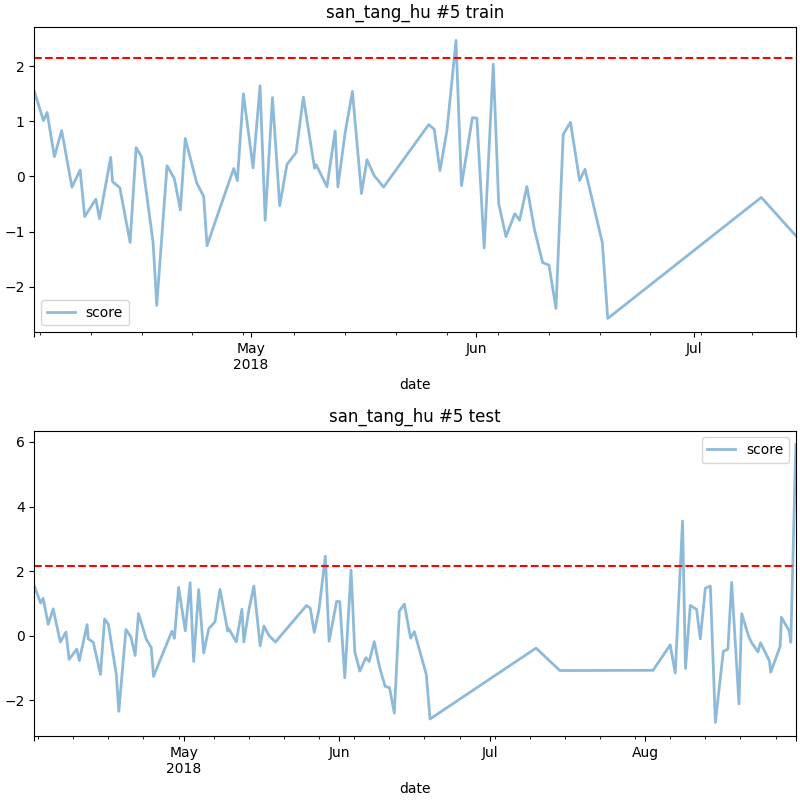 san_tang_hu #5 train
2
1
0
−1
−2
score
May
2018
Jun
Jul
date
san_tang_hu #5 test
6
4
2
0
−2
score
May
2018
Jun
Jul
Aug
date